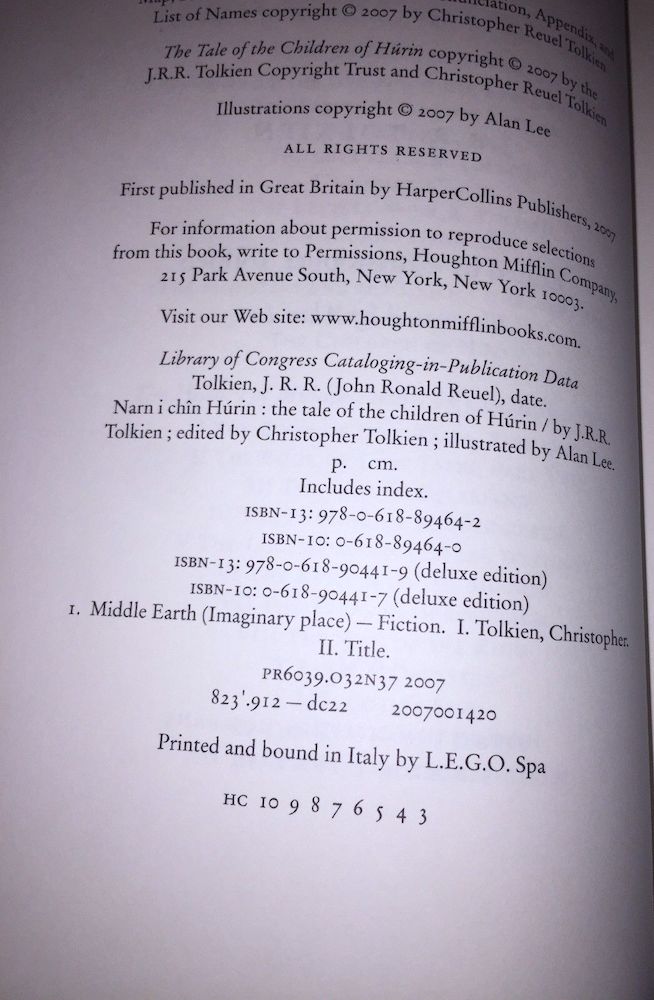 Map, Appendix, and
List of Names copyright © 2007 by Christopher Reuel Tolkien
The Tale of the Children of Húrin copyright © 2007 by the
J.R.R. Tolkien Copyright Trust and Christopher Reuel Tolkien
Illustrations copyright © 2007 by Alan Lee
ALL RIGHTS RESERVED
First published in Great Britain by HarperCollins Publishers, 2007
For information about permission to reproduce selections
from this book, write to Permissions, Houghton Mifflin Company,
215 Park Avenue South, New York, New York 10003.
Visit our Web site: www.houghtonmifflinbooks.com.
Library of Congress Cataloging-in-Publication Data
Tolkien, J. R. R. (John Ronald Reuel), date.
Narn i chîn Húrin : the tale of the children of Húrin / by J.R.R.
Tolkien ; edited by Christopher Tolkien ; illustrated by Alan Lee.
p. cm.
Includes index.
ISBN-13: 978-0-618-89464-2
ISBN-10: 0-618-89464-0
ISBN-13: 978-0-618-90441-9 (deluxe edition)
ISBN-10: 0-618-90441-7 (deluxe edition)
1. Middle Earth (Imaginary place) — Fiction. I. Tolkien, Christopher.
II. Title.
PR6039.O32N37 2007
823'.912 — dc22 2007001420
Printed and bound in Italy by L.E.G.O. Spa
HC 10 9 8 7 6 5 4 3